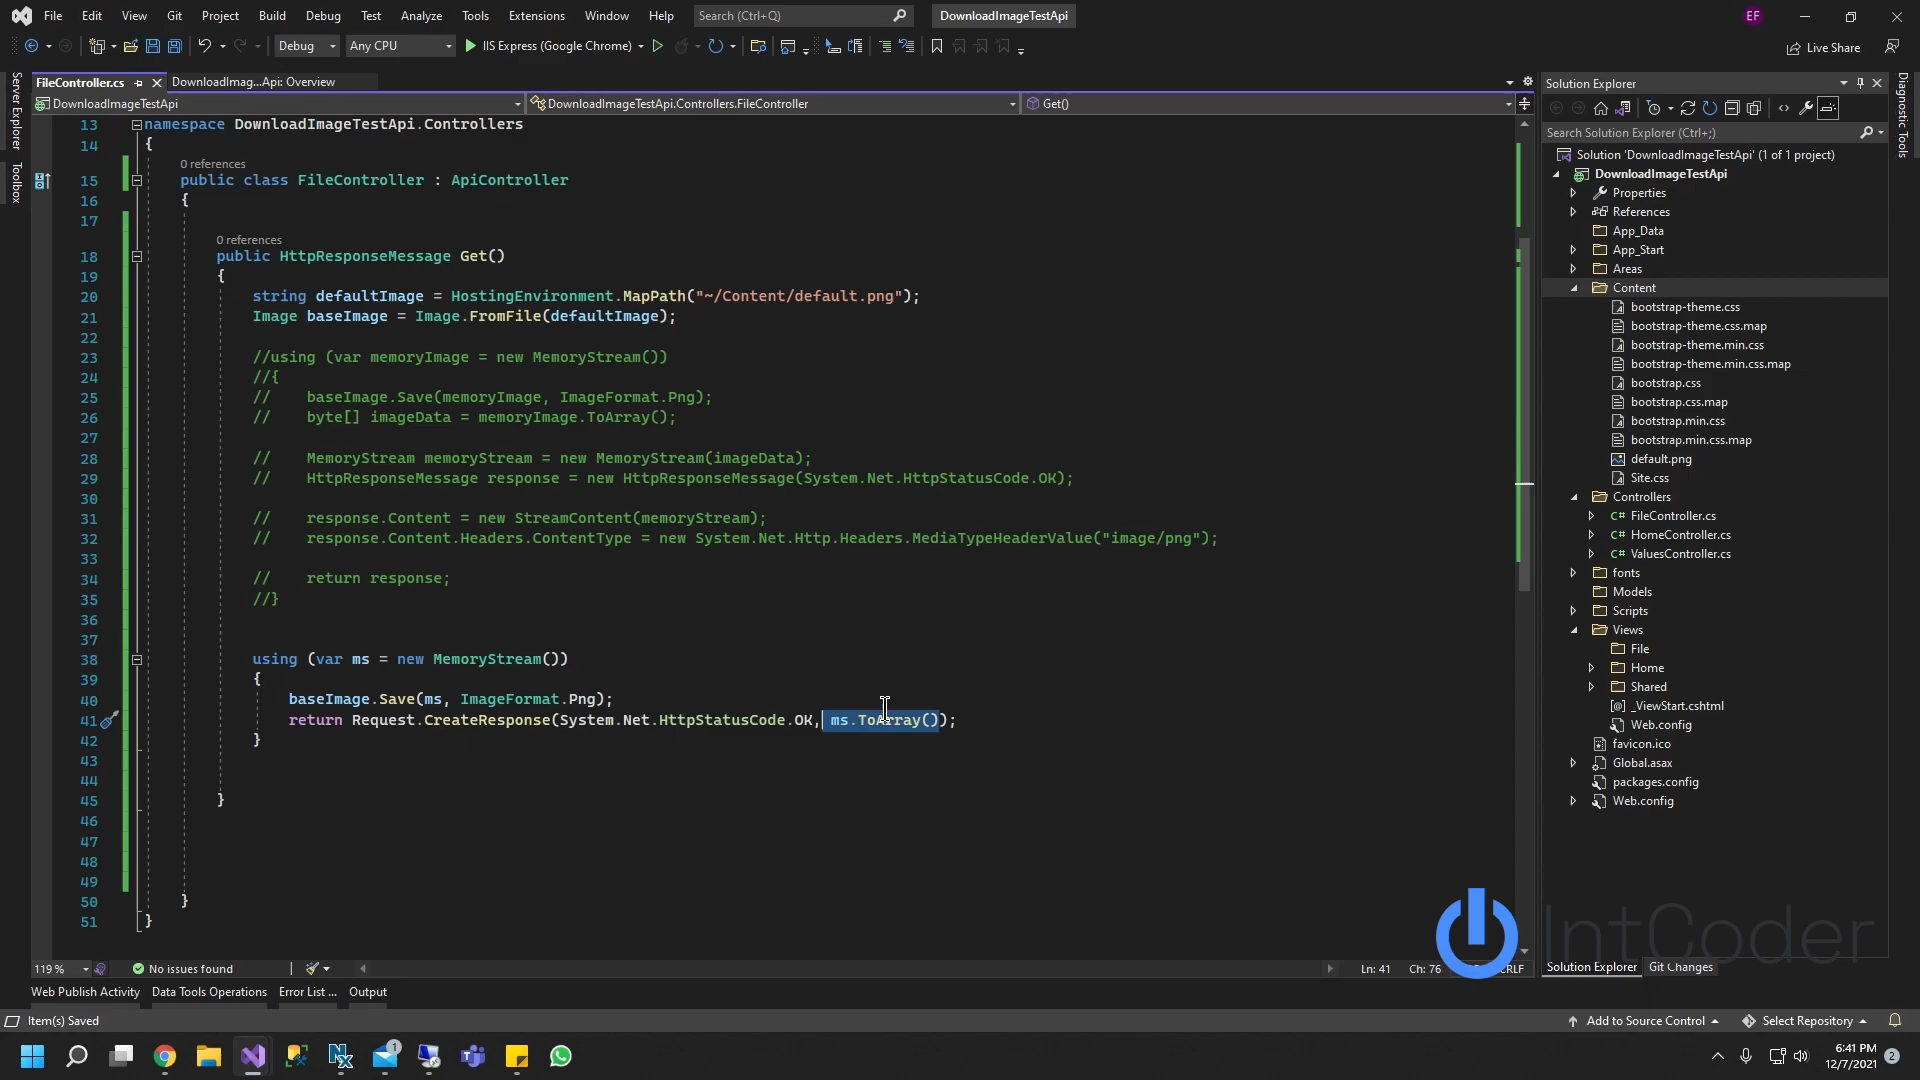 File Edit View Git Project Build Debug Test Analyze Tools Extensions Window Help Search (Ctrl+Q) DownloadImageTestApi EF
Debug Any CPU IIS Express (Google Chrome) Live Share
Server Explorer
Toolbox
FileController.cs DownloadImag...Api: Overview
DownloadImageTestApi DownloadImageTestApi.Controllers.FileController Get()
13 namespace DownloadImageTestApi.Controllers
14 {
0 references
15 public class FileController : ApiController
16 {
17
0 references
18 public HttpResponseMessage Get()
19 {
20 string defaultImage = HostingEnvironment.MapPath("~/Content/default.png");
21 Image baseImage = Image.FromFile(defaultImage);
22
23 //using (var memoryImage = new MemoryStream())
24 //{
25 // baseImage.Save(memoryImage, ImageFormat.Png);
26 // byte[] imageData = memoryImage.ToArray();
27
28 // MemoryStream memoryStream = new MemoryStream(imageData);
29 // HttpResponseMessage response = new HttpResponseMessage(System.Net.HttpStatusCode.OK);
30
31 // response.Content = new StreamContent(memoryStream);
32 // response.Content.Headers.ContentType = new System.Net.Http.Headers.MediaTypeHeaderValue("image/png");
33
34 // return response;
35 //}
36
37
38 using (var ms = new MemoryStream())
39 {
40 baseImage.Save(ms, ImageFormat.Png);
41 return Request.CreateResponse(System.Net.HttpStatusCode.OK, ms.ToArray());
42 }
43
44
45 }
46
47
48
49
50 }
51 }
119 % No issues found Ln: 41 Ch: 76 CRLF
Solution Explorer
Search Solution Explorer (Ctrl+;)
Solution 'DownloadImageTestApi' (1 of 1 project)
DownloadImageTestApi
Properties
References
App_Data
App_Start
Areas
Content
bootstrap-theme.css
bootstrap-theme.css.map
bootstrap-theme.min.css
bootstrap-theme.min.css.map
bootstrap.css
bootstrap.css.map
bootstrap.min.css
bootstrap.min.css.map
default.png
Site.css
Controllers
C# FileController.cs
C# HomeController.cs
C# ValuesController.cs
fonts
Models
Scripts
Views
File
Home
Shared
_ViewStart.cshtml
Web.config
favicon.ico
Global.asax
packages.config
Web.config
IntCoder
Solution Explorer Git Changes
Diagnostic Tools
Web Publish Activity Data Tools Operations Error List ... Output
Item(s) Saved Add to Source Control Select Repository
1
6:41 PM
12/7/2021 2